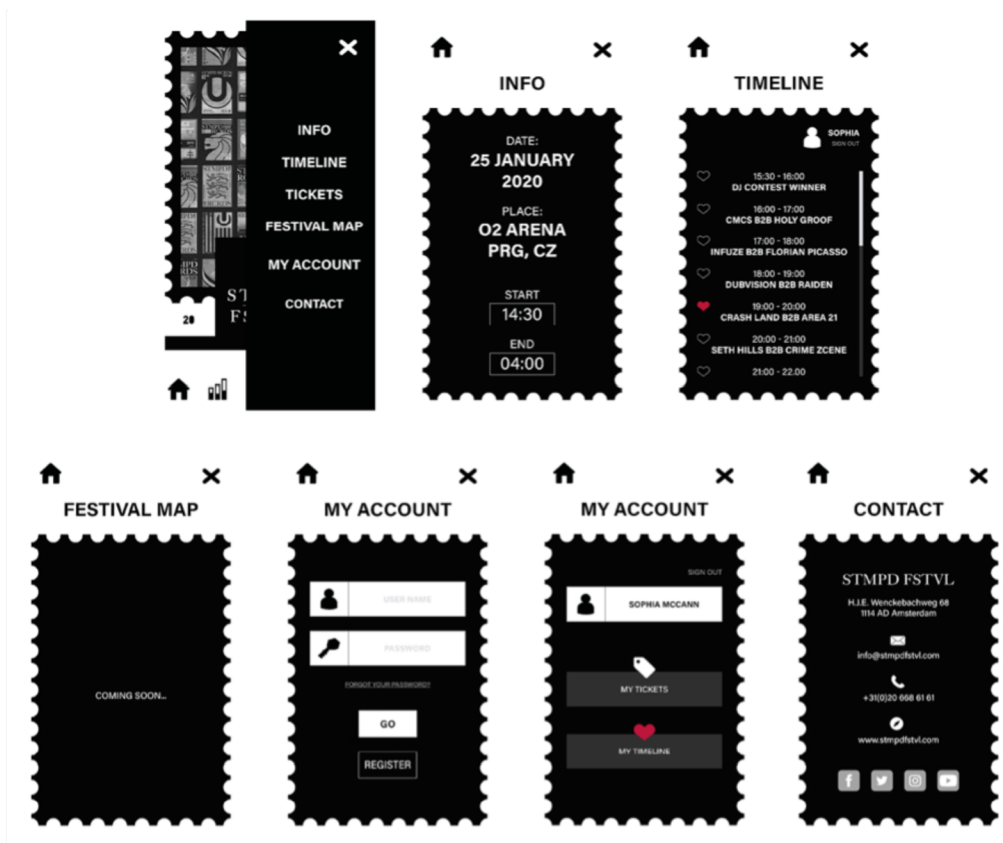 INFO
TIMELINE
TICKETS
FESTIVAL MAP
MY ACCOUNT
CONTACT
ST
FS
20
INFO
DATE:
25 JANUARY
2020
PLACE:
O2 ARENA
PRG, CZ
START
14:30
END
04:00
TIMELINE
SOPHIA
SIGN OUT
15:30 - 16:00
DJ CONTEST WINNER
16:00 - 17:00
CMCS B2B HOLY GROOF
17:00 - 18:00
INFUZE B2B FLORIAN PICASSO
18:00 - 19:00
DUBVISION B2B RAIDEN
19:00 - 20:00
CRASH LAND B2B AREA 21
20:00 - 21:00
SETH HILLS B2B CRIME ZCENE
21:00 - 22.00
FESTIVAL MAP
COMING SOON...
MY ACCOUNT
USER NAME
PASSWORD
FORGOT YOUR PASSWORD?
GO
REGISTER
MY ACCOUNT
SIGN OUT
SOPHIA MCCANN
MY TICKETS
MY TIMELINE
CONTACT
STMPD FSTVL
H.J.E. Wenckebachweg 68
1114 AD Amsterdam
info@stmpdfstvl.com
+31(0)20 668 61 61
www.stmpdfstvl.com